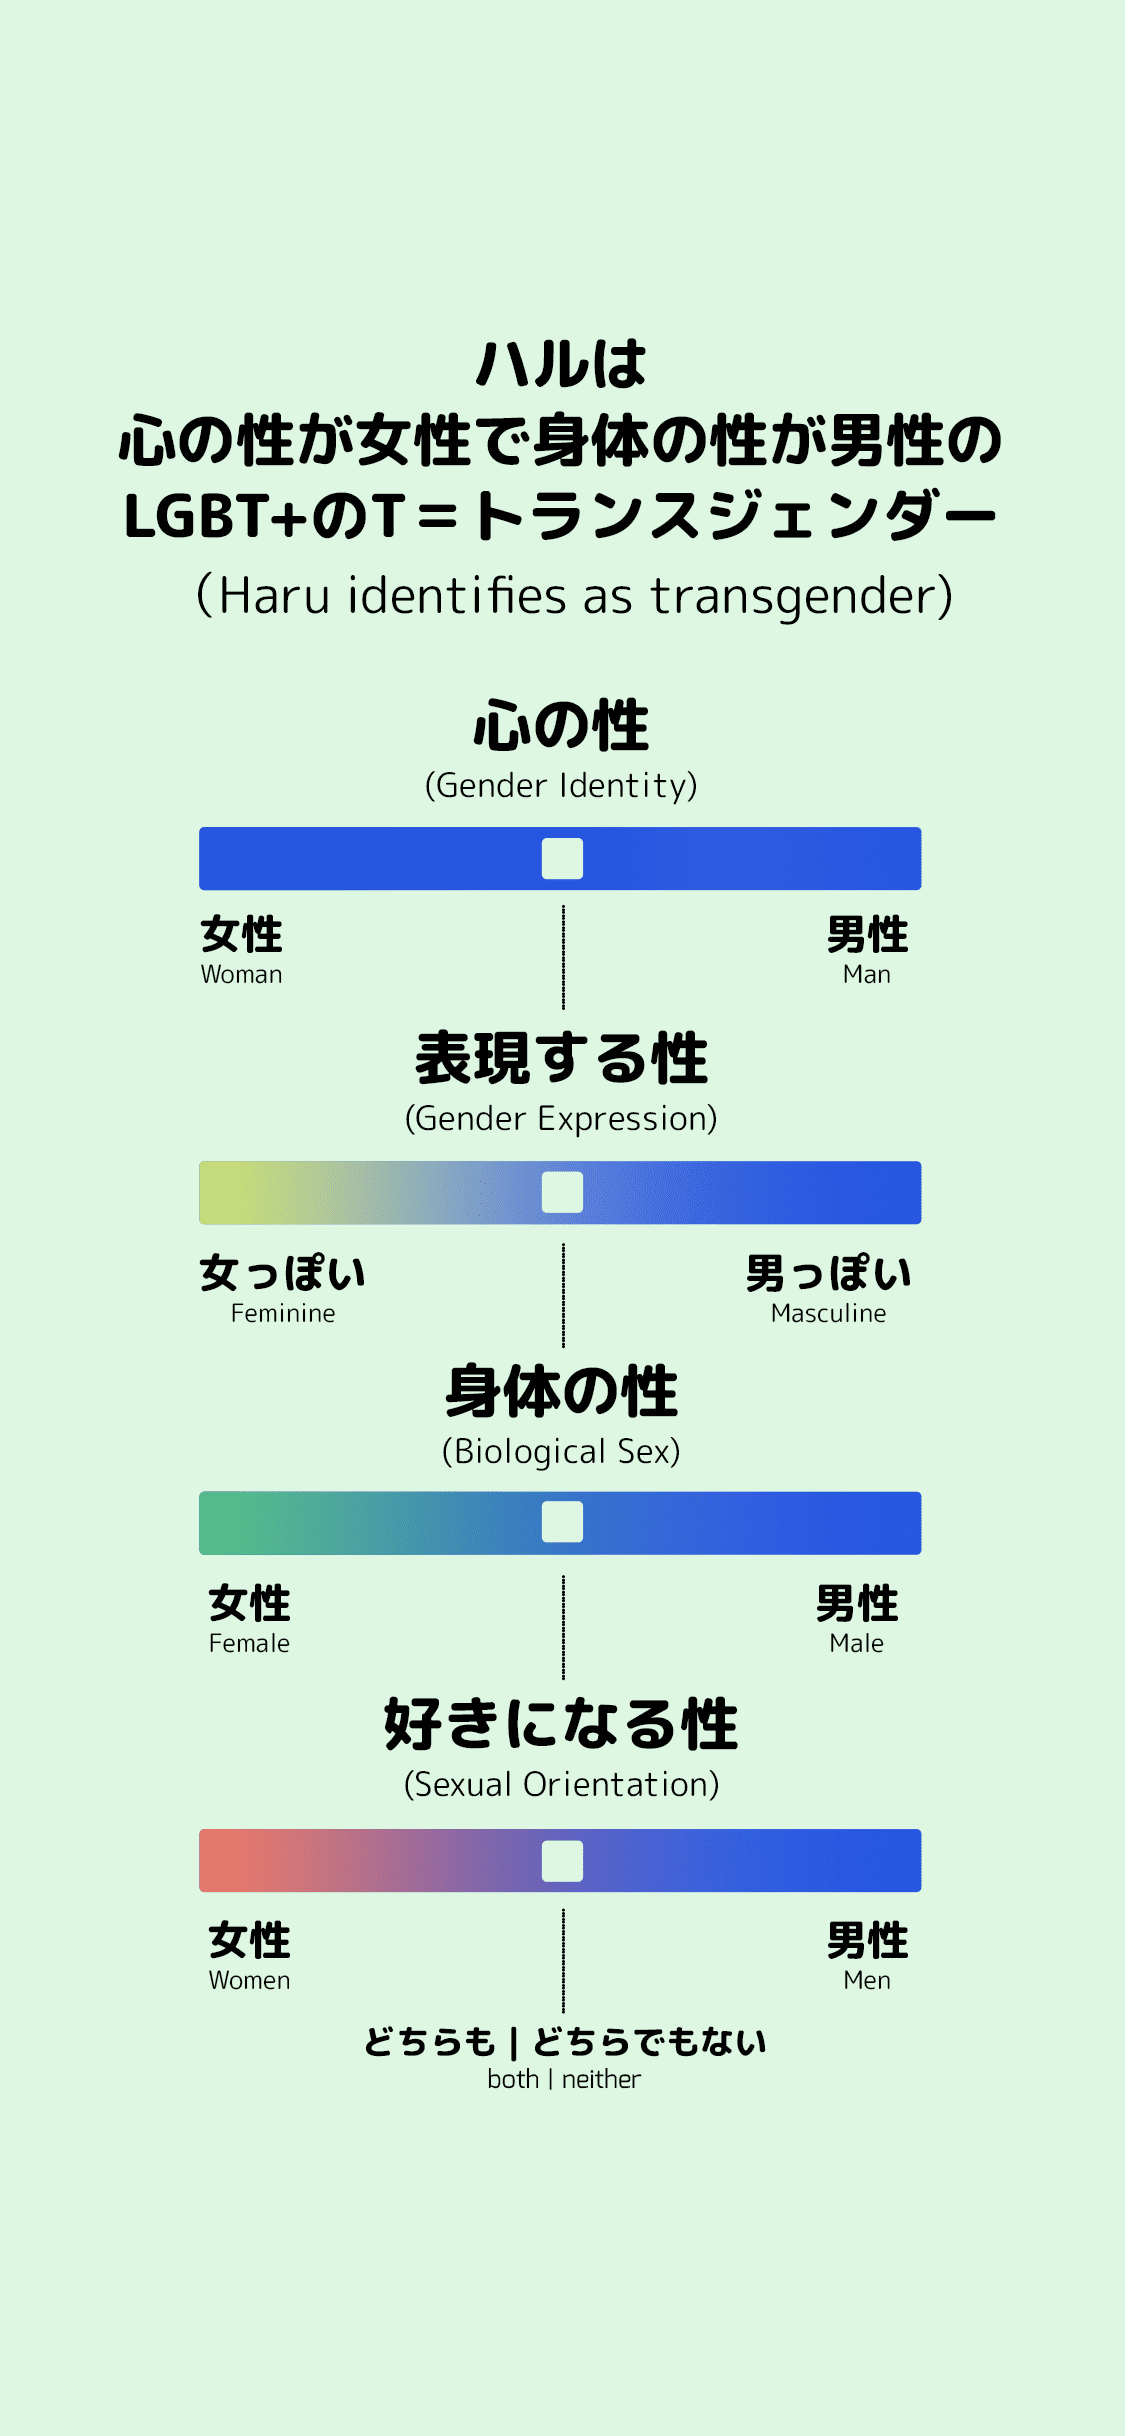 ハルは
心の性が女性で身体の性が男性の
LGBT+のT＝トランスジェンダー
（Haru identifies as transgender)
心の性
(Gender Identity)
女性 男性
Woman Man
表現する性
(Gender Expression)
女っぽい 男っぽい
Feminine Masculine
身体の性
(Biological Sex)
女性 男性
Female Male
好きになる性
(Sexual Orientation)
女性 男性
Women Men
どちらも | どちらでもない
both | neither